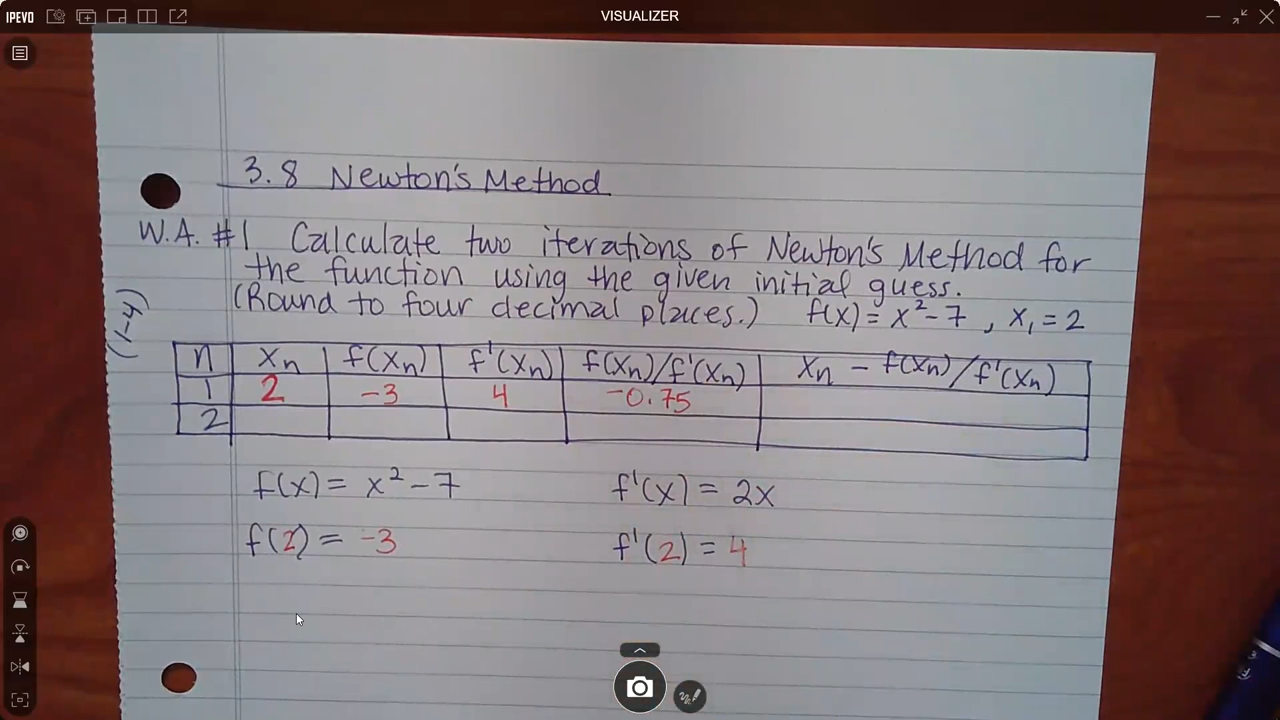 IPEVO
VISUALIZER
3.8 Newton's Method
W.A. #1 Calculate two iterations of Newton's Method for
the function using the given initial guess.
(Round to four decimal places.) f(x) = x²-7 , x₁ = 2
(1-4)
n xₙ f(xₙ) f'(xₙ) f(xₙ)/f'(xₙ) xₙ - f(xₙ)/f'(xₙ)
1 2 -3 4 -0.75
2
f(x) = x² - 7 f'(x) = 2x
f(2) = -3 f'(2) = 4